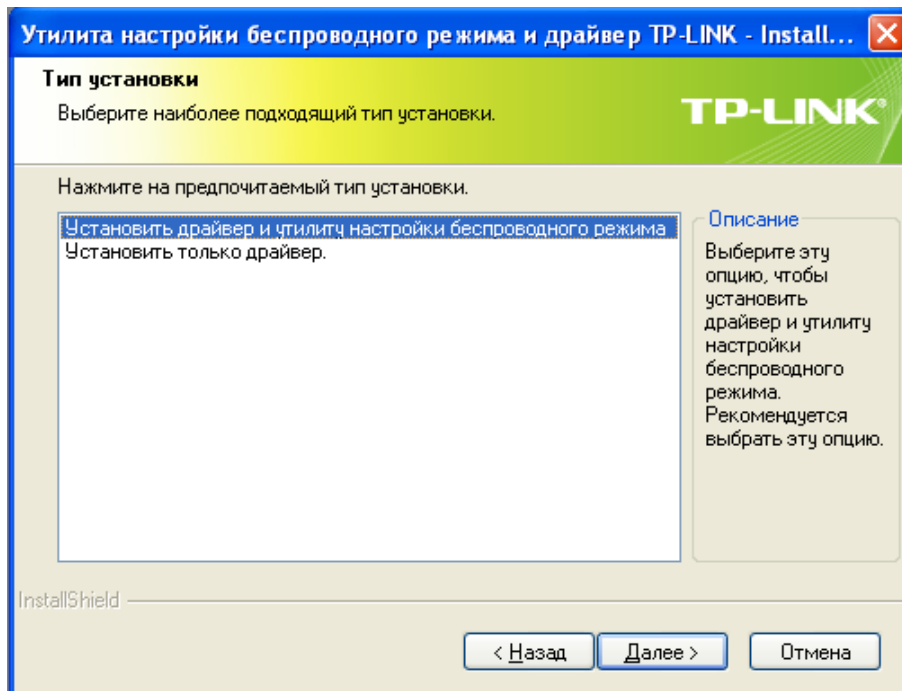 Утилита настройки беспроводного режима и драйвер TP-LINK - Install...
Тип установки
Выберите наиболее подходящий тип установки.
TP-LINK®
Нажмите на предпочитаемый тип установки.
Установить драйвер и утилиту настройки беспроводного режима
Установить только драйвер.
Описание
Выберите эту
опцию, чтобы
установить
драйвер и утилиту
настройки
беспроводного
режима.
Рекомендуется
выбрать эту опцию.
InstallShield
< Назад
Далее >
Отмена